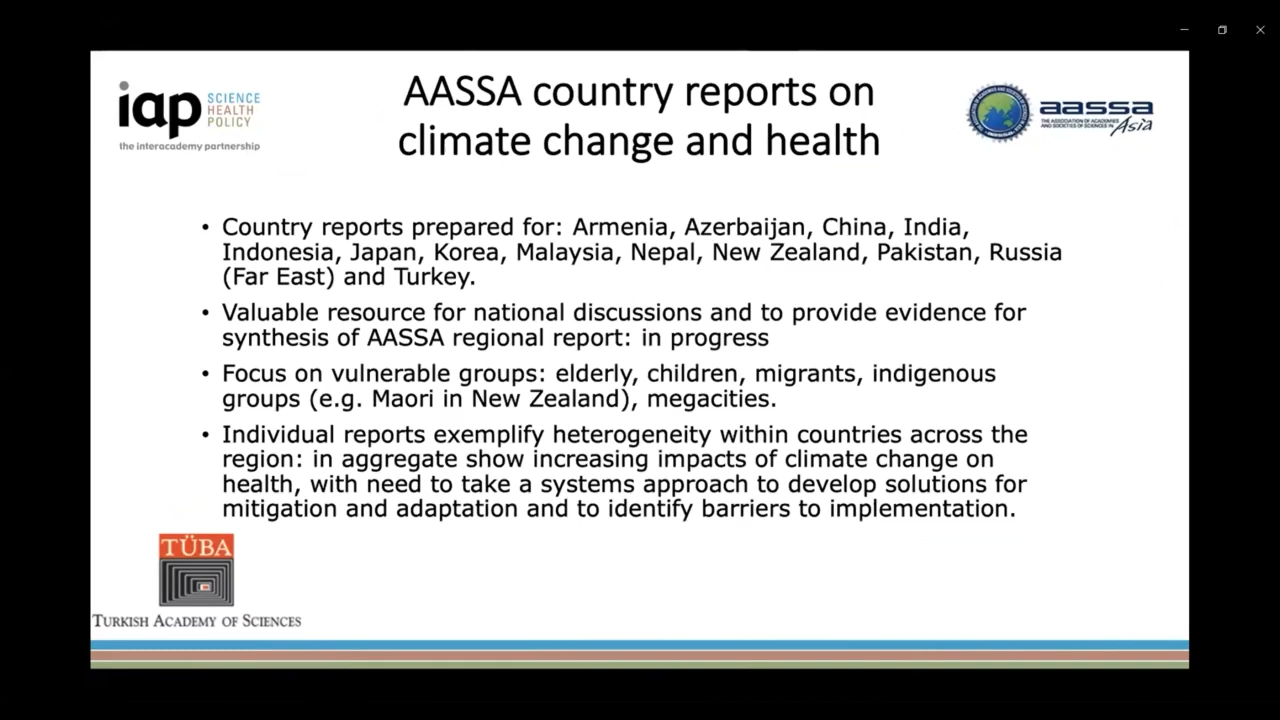 iap SCIENCE
HEALTH
POLICY
the interacademy partnership
AASSA country reports on
climate change and health
aassa
THE ASSOCIATION OF ACADEMIES
AND SOCIETIES OF SCIENCES IN Asia
• Country reports prepared for: Armenia, Azerbaijan, China, India,
Indonesia, Japan, Korea, Malaysia, Nepal, New Zealand, Pakistan, Russia
(Far East) and Turkey.
• Valuable resource for national discussions and to provide evidence for
synthesis of AASSA regional report: in progress
• Focus on vulnerable groups: elderly, children, migrants, indigenous
groups (e.g. Maori in New Zealand), megacities.
• Individual reports exemplify heterogeneity within countries across the
region: in aggregate show increasing impacts of climate change on
health, with need to take a systems approach to develop solutions for
mitigation and adaptation and to identify barriers to implementation.
TÜBA
TURKISH ACADEMY OF SCIENCES